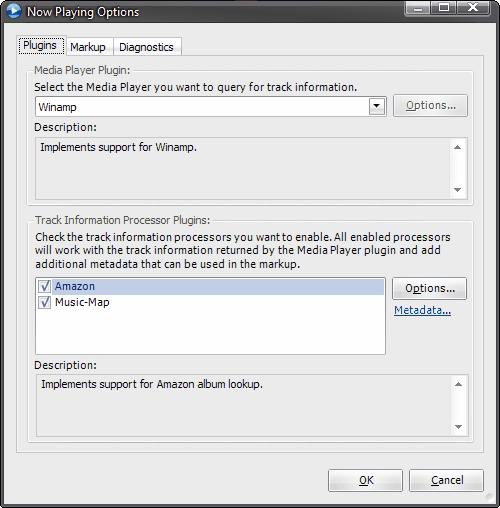 Now Playing Options
Plugins Markup Diagnostics
Media Player Plugin:
Select the Media Player you want to query for track information.
Winamp Options...
Description:
Implements support for Winamp.
Track Information Processor Plugins:
Check the track information processors you want to enable. All enabled processors
will work with the track information returned by the Media Player plugin and add
additional metadata that can be used in the markup.
Amazon Options...
Music-Map Metadata...
Description:
Implements support for Amazon album lookup.
OK Cancel